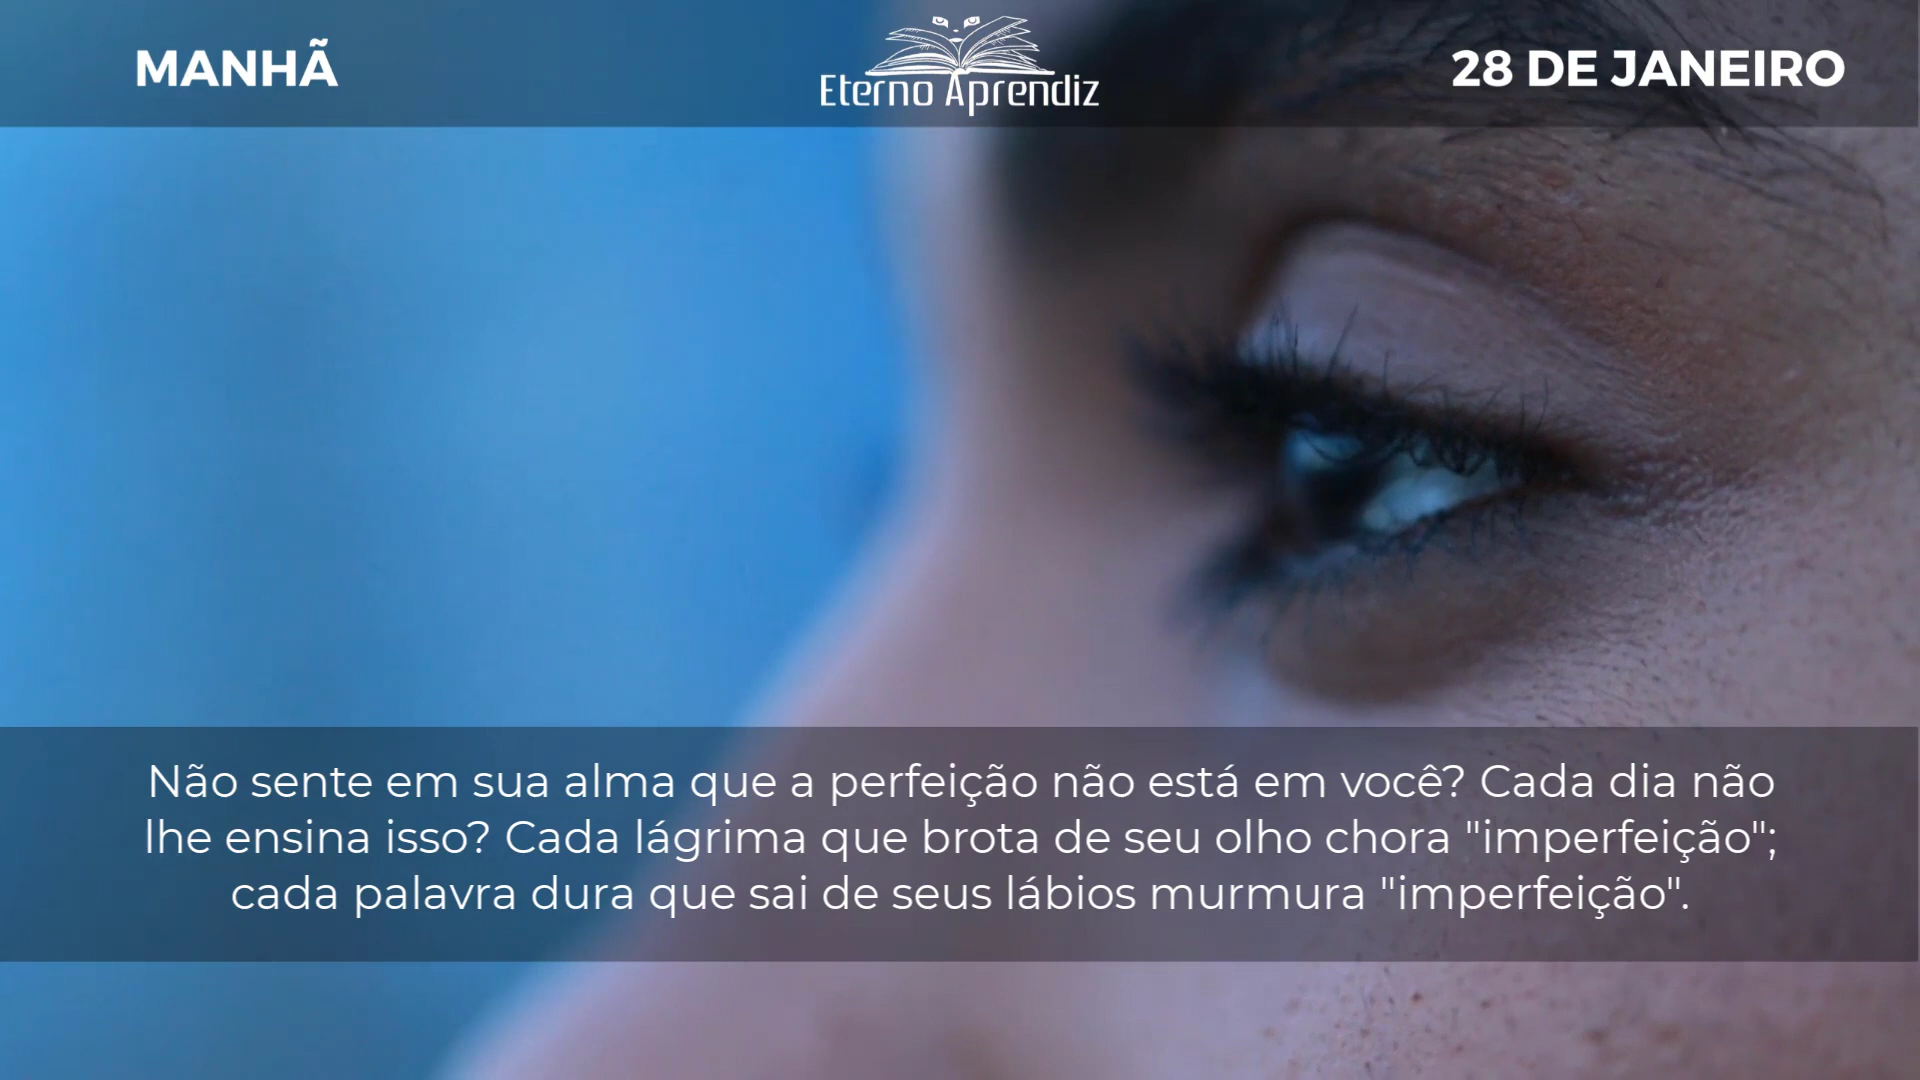 MANHÃ
Eterno Aprendiz
28 DE JANEIRO
Não sente em sua alma que a perfeição não está em você? Cada dia não
lhe ensina isso? Cada lágrima que brota de seu olho chora "imperfeição";
cada palavra dura que sai de seus lábios murmura "imperfeição".